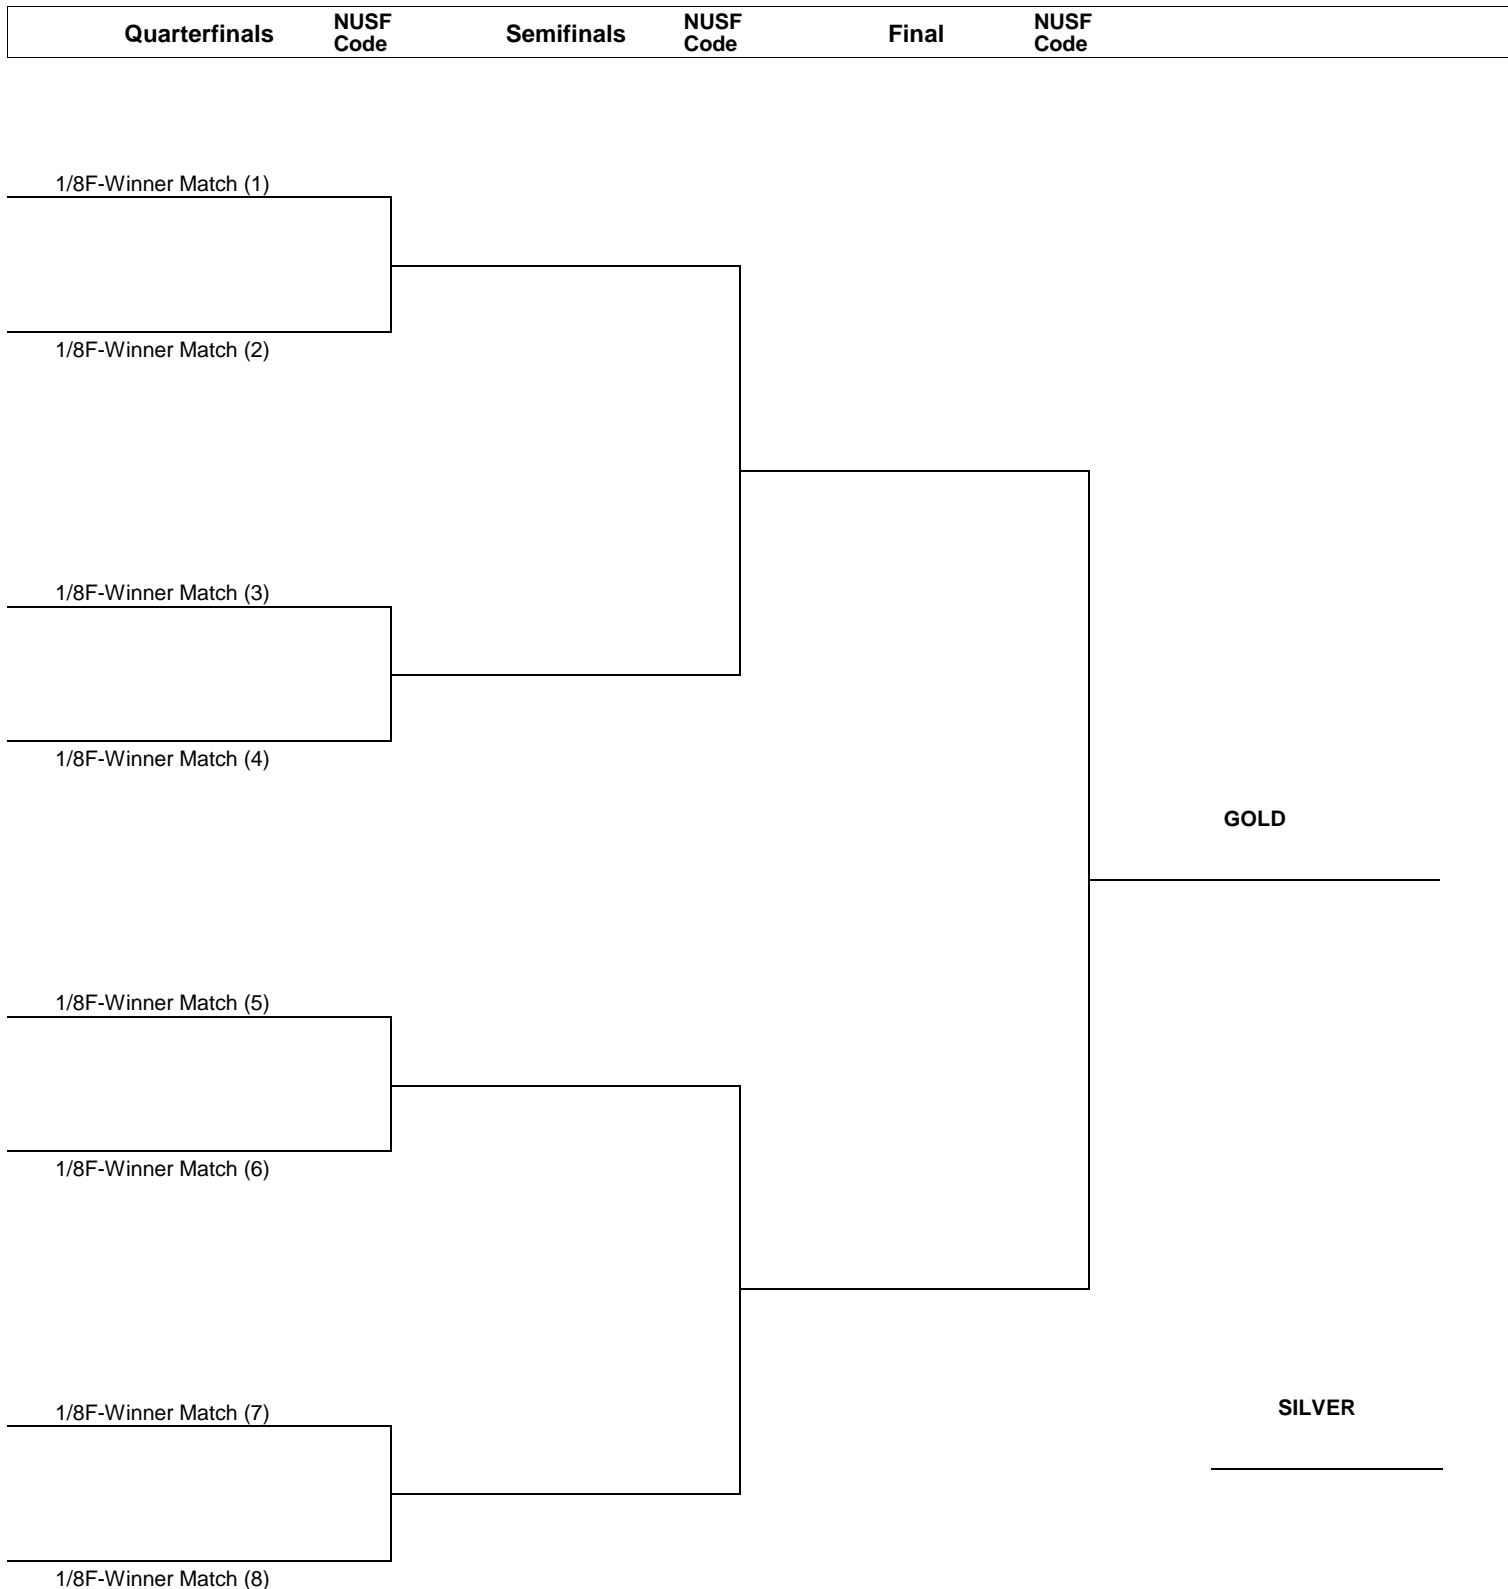 Quarterfinals NUSF Code Semifinals NUSF Code Final NUSF Code
1/8F-Winner Match (1)
1/8F-Winner Match (2)
1/8F-Winner Match (3)
1/8F-Winner Match (4)
GOLD
1/8F-Winner Match (5)
1/8F-Winner Match (6)
1/8F-Winner Match (7)
SILVER
1/8F-Winner Match (8)